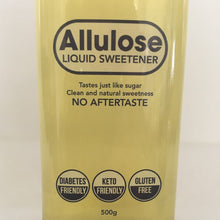 Allulose
LIQUID SWEETENER
Tastes just like sugar
Clean and natural sweetness
NO AFTERTASTE
DIABETES
FRIENDLY
KETO
FRIENDLY
GLUTEN
FREE
500g